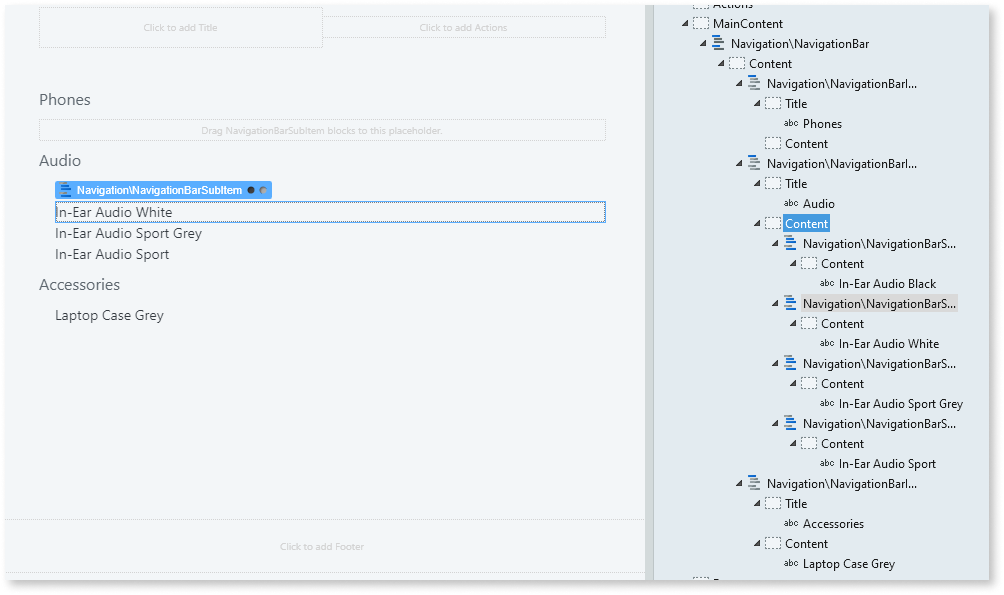 Click to add Title
Click to add Actions
Phones
Drag NavigationBarSubItem blocks to this placeholder.
Audio
Navigation\NavigationBarSubItem
In-Ear Audio White
In-Ear Audio Sport Grey
In-Ear Audio Sport
Accessories
Laptop Case Grey
Click to add Footer
Actions
MainContent
Navigation\NavigationBar
Content
Navigation\NavigationBarI...
Title
abc Phones
Content
Navigation\NavigationBarI...
Title
abc Audio
Content
Navigation\NavigationBarS...
Content
abc In-Ear Audio Black
Navigation\NavigationBarS...
Content
abc In-Ear Audio White
Navigation\NavigationBarS...
Content
abc In-Ear Audio Sport Grey
Navigation\NavigationBarS...
Content
abc In-Ear Audio Sport
Navigation\NavigationBarI...
Title
abc Accessories
Content
abc Laptop Case Grey